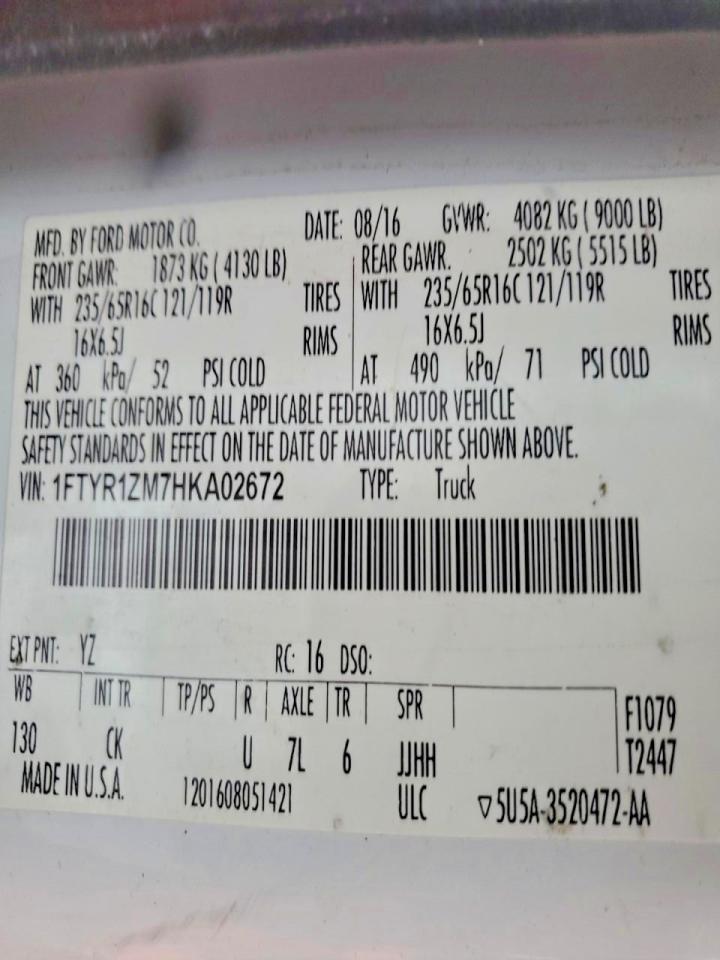 MFD. BY FORD MOTOR CO. DATE: 08/16 GVWR: 4082 KG ( 9000 LB)
FRONT GAWR: 1873 KG ( 4130 LB) REAR GAWR: 2502 KG ( 5515 LB)
WITH 235/65R16C 121/119R TIRES WITH 235/65R16C 121/119R TIRES
16X6.5J RIMS 16X6.5J RIMS
AT 360 kPa/ 52 PSI COLD AT 490 kPa/ 71 PSI COLD
THIS VEHICLE CONFORMS TO ALL APPLICABLE FEDERAL MOTOR VEHICLE
SAFETY STANDARDS IN EFFECT ON THE DATE OF MANUFACTURE SHOWN ABOVE.
VIN: 1FTYR1ZM7HKA02672 TYPE: Truck
EXT PNT: YZ RC: 16 DSO:
WB INT TR TP/PS R AXLE TR SPR F1079
130 CK U 7L 6 JJHH T2447
MADE IN U.S.A. 1201608051421 ULC ▽5U5A-3520472-AA